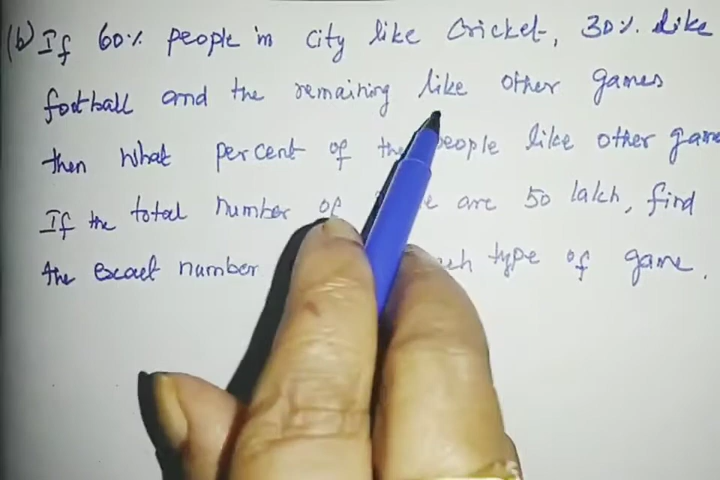 (b) If 60% people in city like Cricket, 30% like
football and the remaining like other games
then what percent of the people like other game
If the total number of are 50 lakh, find
the exact number type of game.